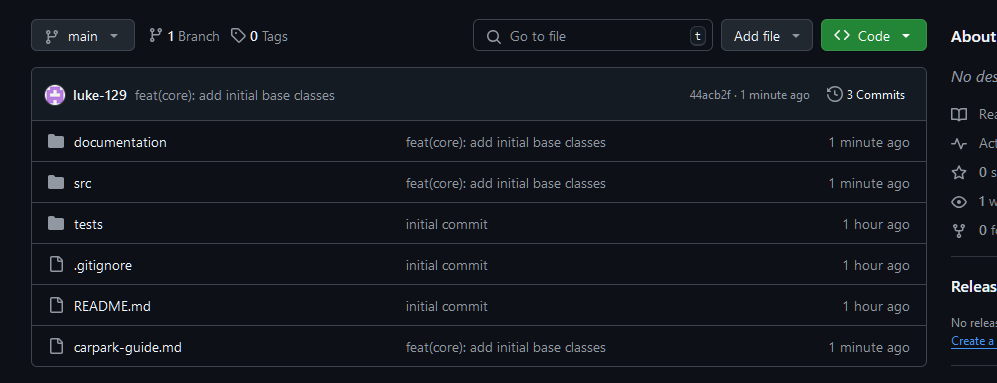 main
1 Branch
0 Tags
Go to file
t
Add file
Code
luke-129 feat(core): add initial base classes 44acb2f · 1 minute ago 3 Commits
documentation feat(core): add initial base classes 1 minute ago
src feat(core): add initial base classes 1 minute ago
tests initial commit 1 hour ago
.gitignore initial commit 1 hour ago
README.md initial commit 1 hour ago
carpark-guide.md feat(core): add initial base classes 1 minute ago
About
No des
Rea
Act
0 s
1 w
0 f
Releas
No releas
Create a